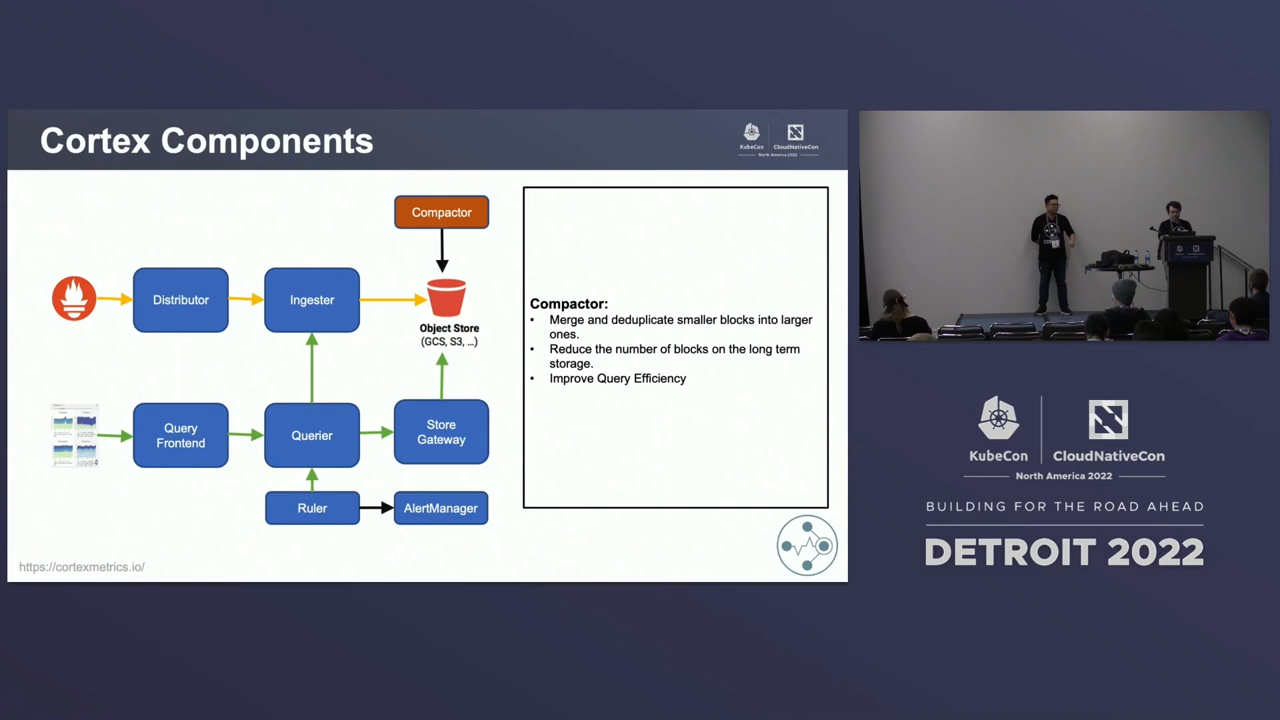 Cortex Components
KubeCon
CloudNativeCon
North America 2022
Compactor
Distributor
Ingester
Object Store
(GCS, S3, ...)
Query
Frontend
Querier
Store
Gateway
Ruler
AlertManager
Compactor:
• Merge and deduplicate smaller blocks into larger
ones.
• Reduce the number of blocks on the long term
storage.
• Improve Query Efficiency
https://cortexmetrics.io/
KubeCon
CloudNativeCon
North America 2022
BUILDING FOR THE ROAD AHEAD
DETROIT 2022